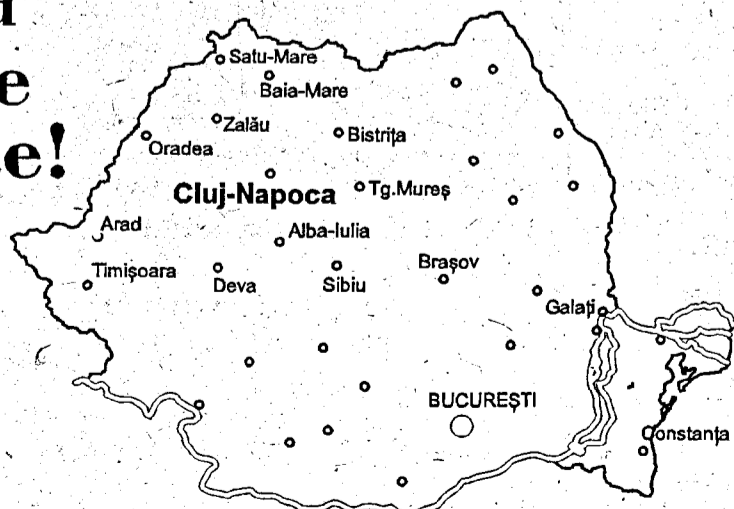 e!
Satu-Mare
Baia-Mare
Zalău
Bistrița
Oradea
Cluj-Napoca
Tg.Mureș
Arad
Alba-Iulia
Timișoara
Deva
Sibiu
Brașov
Galați
BUCUREȘTI
Constanța